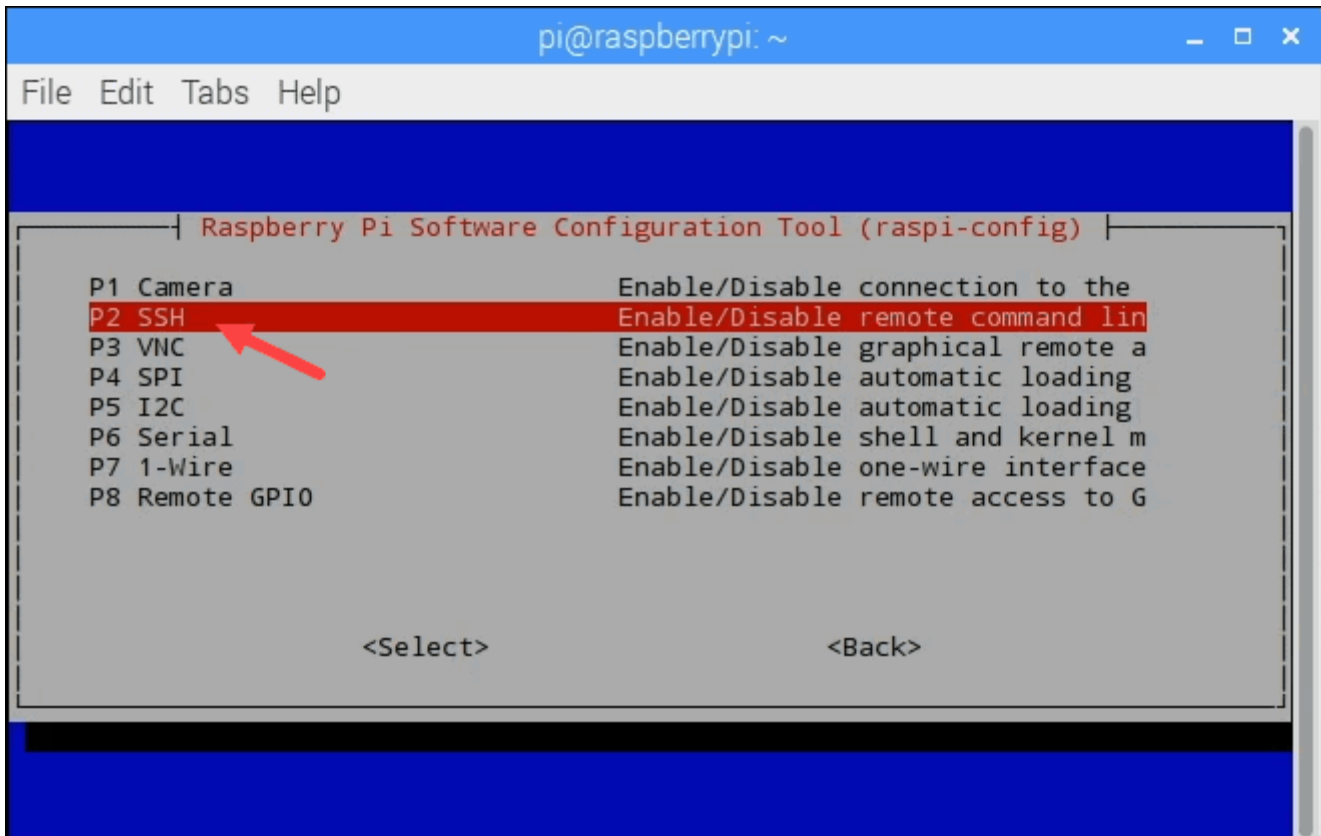 pi@raspberrypi: ~
File Edit Tabs Help
Raspberry Pi Software Configuration Tool (raspi-config)
P1 Camera Enable/Disable connection to the
P2 SSH Enable/Disable remote command lin
P3 VNC Enable/Disable graphical remote a
P4 SPI Enable/Disable automatic loading
P5 I2C Enable/Disable automatic loading
P6 Serial Enable/Disable shell and kernel m
P7 1-Wire Enable/Disable one-wire interface
P8 Remote GPIO Enable/Disable remote access to G
<Select> <Back>